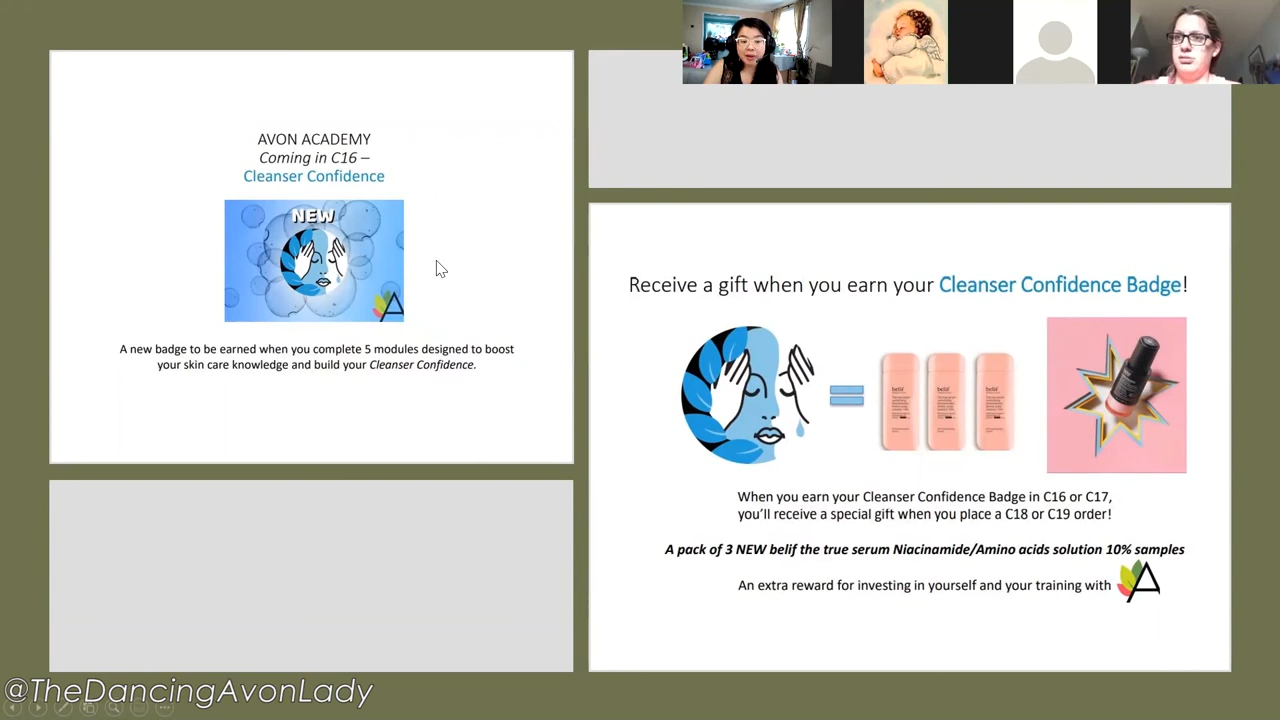 AVON ACADEMY
Coming in C16 –
Cleanser Confidence
NEW
A new badge to be earned when you complete 5 modules designed to boost
your skin care knowledge and build your Cleanser Confidence.
Receive a gift when you earn your Cleanser Confidence Badge!
belif belif belif
When you earn your Cleanser Confidence Badge in C16 or C17,
you’ll receive a special gift when you place a C18 or C19 order!
A pack of 3 NEW belif the true serum Niacinamide/Amino acids solution 10% samples
An extra reward for investing in yourself and your training with
@TheDancingAvonLady